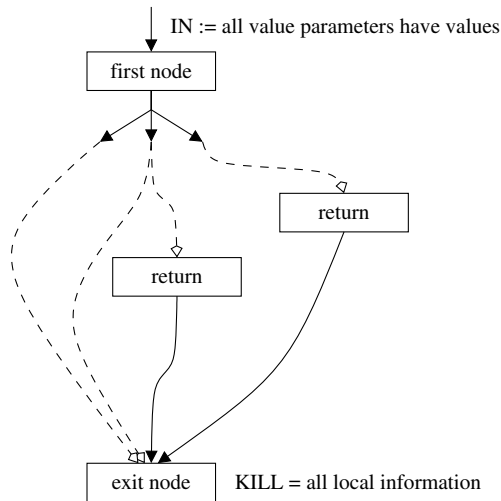 IN := all value parameters have values
first node
return
return
exit node
KILL = all local information